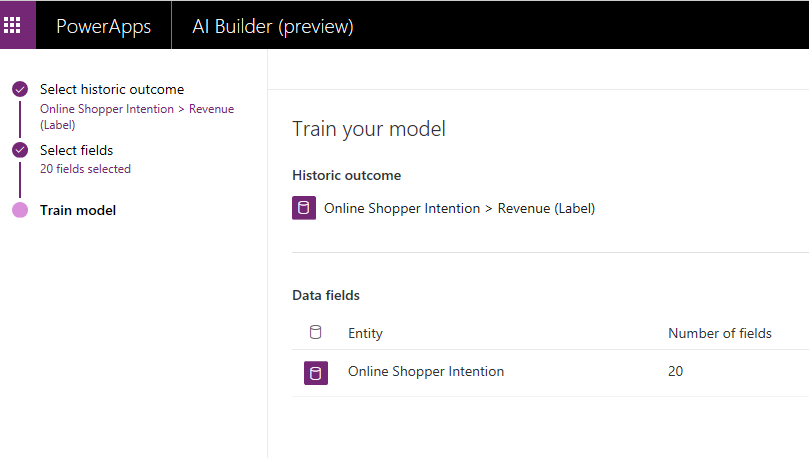 PowerApps
AI Builder (preview)
Select historic outcome
Online Shopper Intention > Revenue
(Label)
Select fields
20 fields selected
Train model
Train your model
Historic outcome
Online Shopper Intention > Revenue (Label)
Data fields
Entity Number of fields
Online Shopper Intention 20